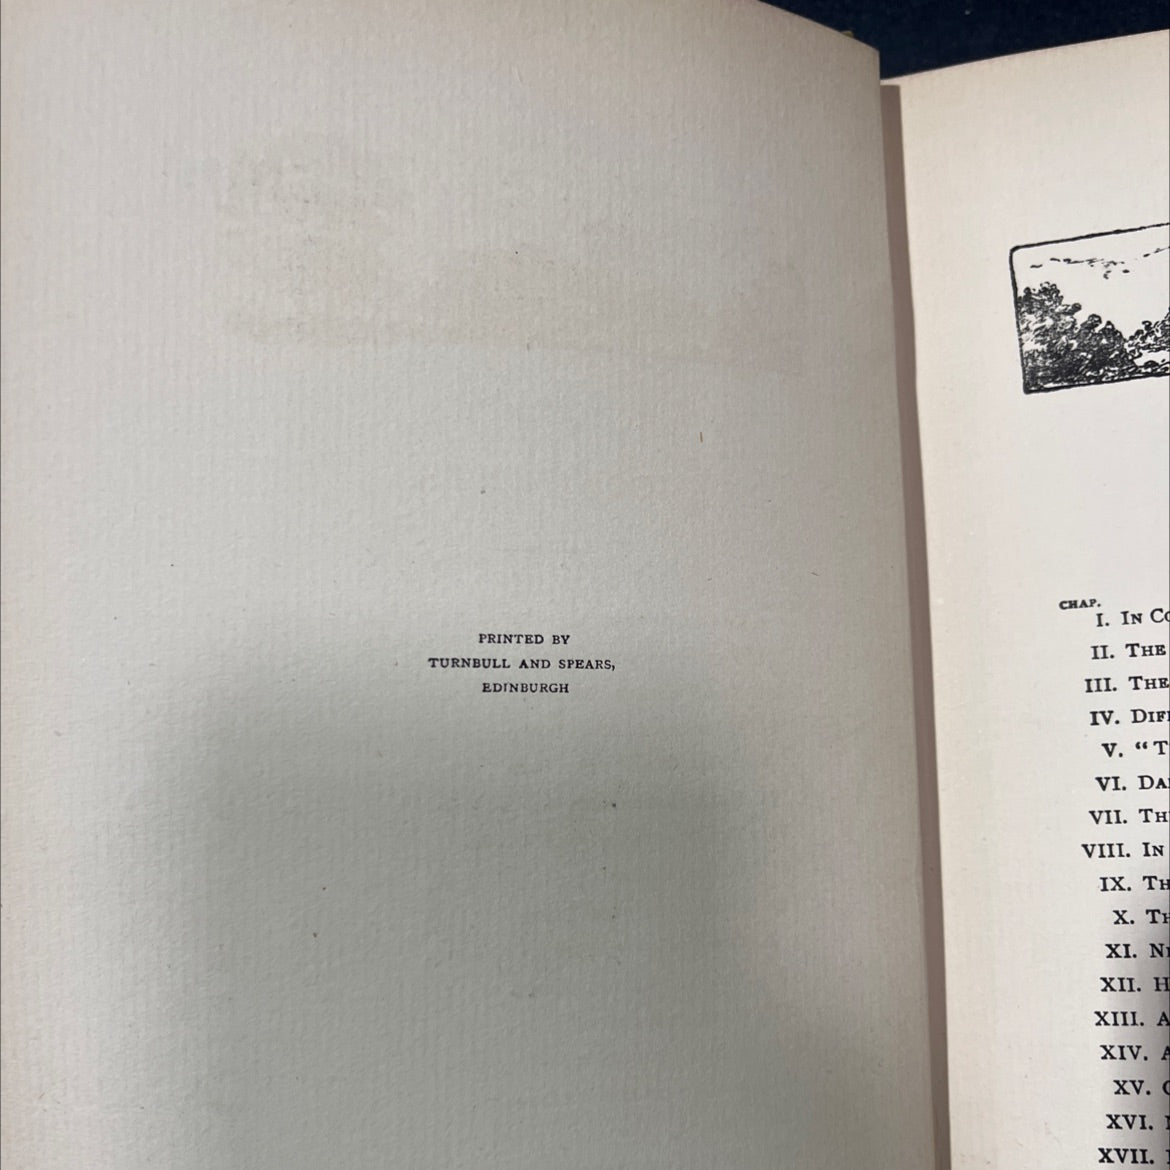 PRINTED BY
TURNBULL AND SPEARS,
EDINBURGH
CHAP.
I. IN
II. THE
III. THE
IV.
V. “
VI.
VII.
VIII. IN
IX.
X.
XI.
XII.
XIII.
XIV.
XV.
XVI.
XVII.